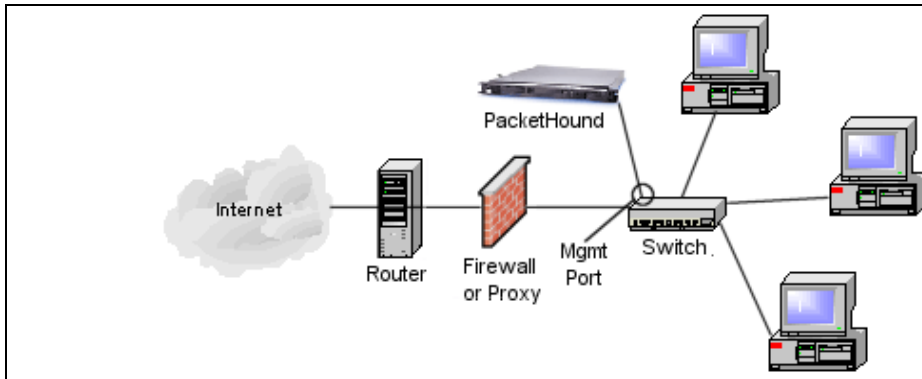 PacketHound
Internet
Router
Firewall
or Proxy
Mgmt
Port
Switch .